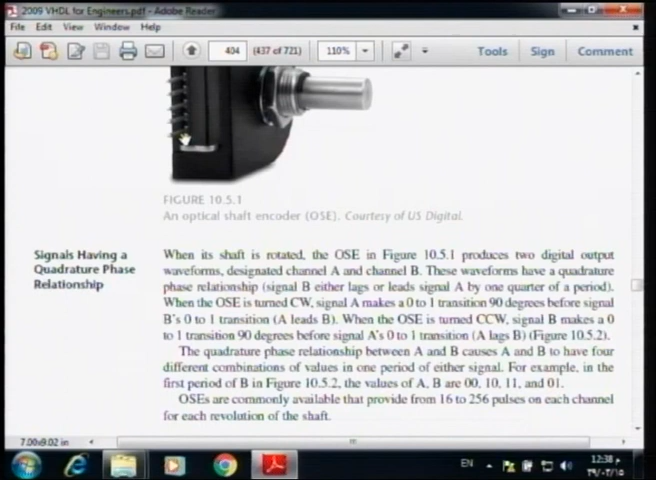 2009 VHDL for Engineers.pdf - Adobe Reader
File Edit View Window Help
404 (437 of 721) 110% Tools Sign Comment
FIGURE 10.5.1
An optical shaft encoder (OSE). Courtesy of US Digital.
Signals Having a
Quadrature Phase
Relationship
When its shaft is rotated, the OSE in Figure 10.5.1 produces two digital output
waveforms, designated channel A and channel B. These waveforms have a quadrature
phase relationship (signal B either lags or leads signal A by one quarter of a period).
When the OSE is turned CW, signal A makes a 0 to 1 transition 90 degrees before signal
B's 0 to 1 transition (A leads B). When the OSE is turned CCW, signal B makes a 0
to 1 transition 90 degrees before signal A's 0 to 1 transition (A lags B) (Figure 10.5.2).
The quadrature phase relationship between A and B causes A and B to have four
different combinations of values in one period of either signal. For example, in the
first period of B in Figure 10.5.2, the values of A, B are 00, 10, 11, and 01.
OSEs are commonly available that provide from 16 to 256 pulses on each channel
for each revolution of the shaft.
7.00x9.02 in
EN
12:38 م